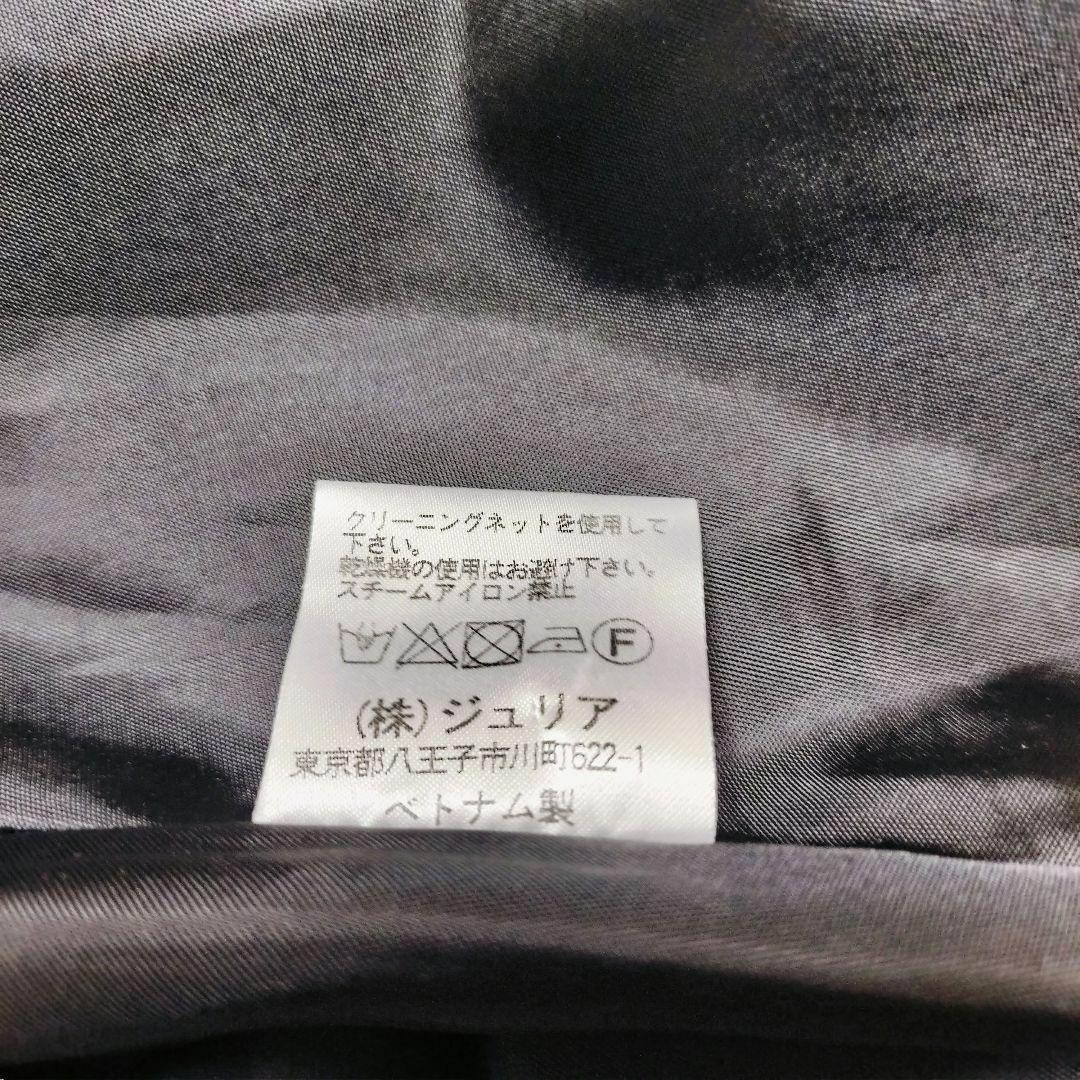 クリーニングネットを使用して
下さい。
乾燥機の使用はお避け下さい。
スチームアイロン禁止
F
(株)ジュリア
東京都八王子市川町622-1
ベトナム製